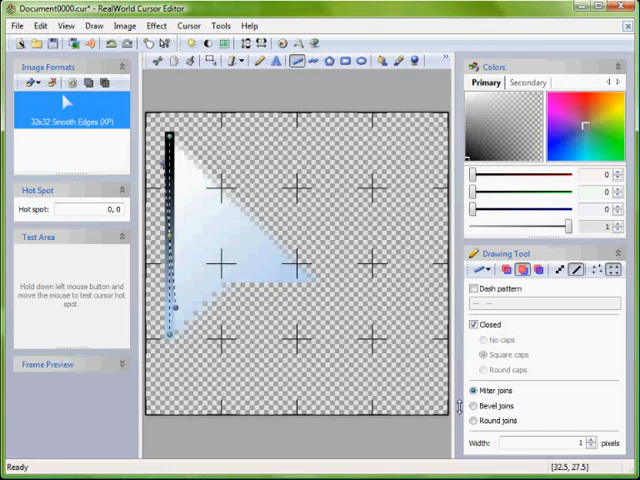 Document0000.cur* - RealWorld Cursor Editor
File Edit View Image Cursor Tools Help
Image Formats
32x32 Smooth Edges (XP)
Hot Spot
Hot spot: 0, 0
Test Area
Hold down left mouse button and
move the mouse to test cursor hot
spot.
Frame Preview
Colors
Primary Secondary
0
0
0
1
Drawing Tool
Dash pattern
Closed
No caps
Square caps
Round caps
Miter joins
Bevel joins
Round joins
Width: 1 pixels
Ready [32.5, 27.5]